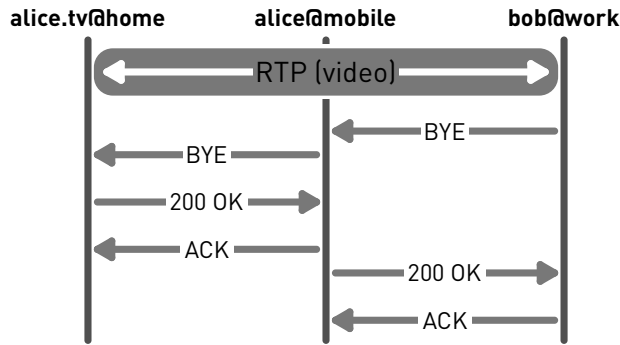 alice.tv@home alice@mobile bob@work
RTP (video)
BYE
BYE
200 OK
ACK
200 OK
ACK